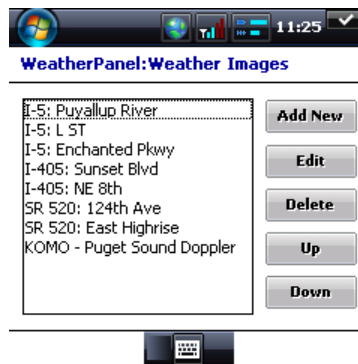 11:25
WeatherPanel:Weather Images
I-5: Puyallup River
I-5: L ST
I-5: Enchanted Pkwy
I-405: Sunset Blvd
I-405: NE 8th
SR 520: 124th Ave
SR 520: East Highrise
KOMO - Puget Sound Doppler
Add New
Edit
Delete
Up
Down